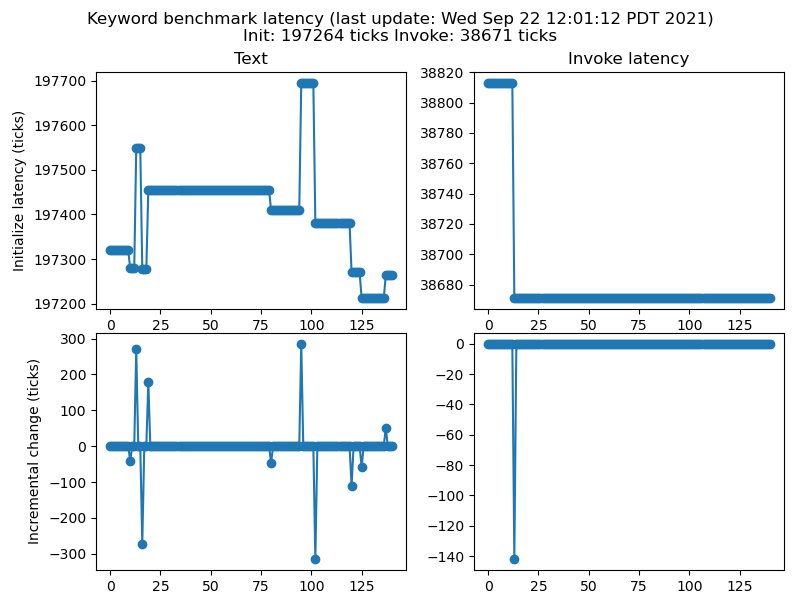 Keyword benchmark latency (last update: Wed Sep 22 12:01:12 PDT 2021)
Init: 197264 ticks Invoke: 38671 ticks
Text
Initialize latency (ticks)
197700
197600
197500
197400
197300
197200
0 25 50 75 100 125
Invoke latency
38820
38800
38780
38760
38740
38720
38700
38680
0 25 50 75 100 125
Incremental change (ticks)
300
200
100
0
−100
−200
−300
0 25 50 75 100 125
0
−20
−40
−60
−80
−100
−120
−140
0 25 50 75 100 125